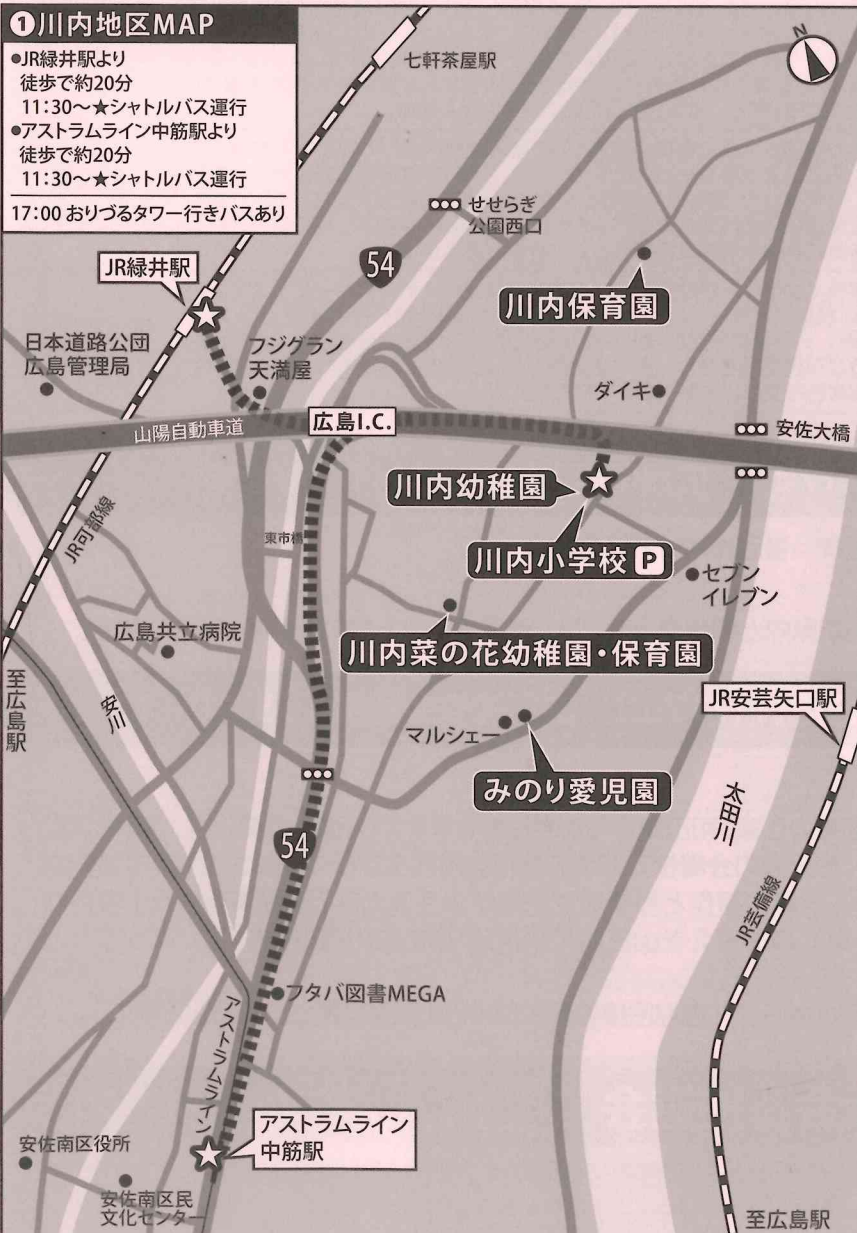 ❶川内地区MAP
●JR緑井駅より
徒歩で約20分
11:30〜★シャトルバス運行
●アストラムライン中筋駅より
徒歩で約20分
11:30〜★シャトルバス運行
17:00 おりづるタワー行きバスあり
七軒茶屋駅
N
せせらぎ
公園西口
54
JR緑井駅
川内保育園
日本道路公団
広島管理局
フジグラン
天満屋
ダイキ
山陽自動車道
広島I.C.
安佐大橋
川内幼稚園
JR可部線
東市橋
川内小学校 P
セブン
イレブン
広島共立病院
川内菜の花幼稚園・保育園
至広島駅
安川
JR安芸矢口駅
マルシェー
みのり愛児園
太田川
54
JR芸備線
フタバ図書MEGA
アストラムライン
アストラムライン
中筋駅
安佐南区役所
安佐南区民
文化センター
至広島駅